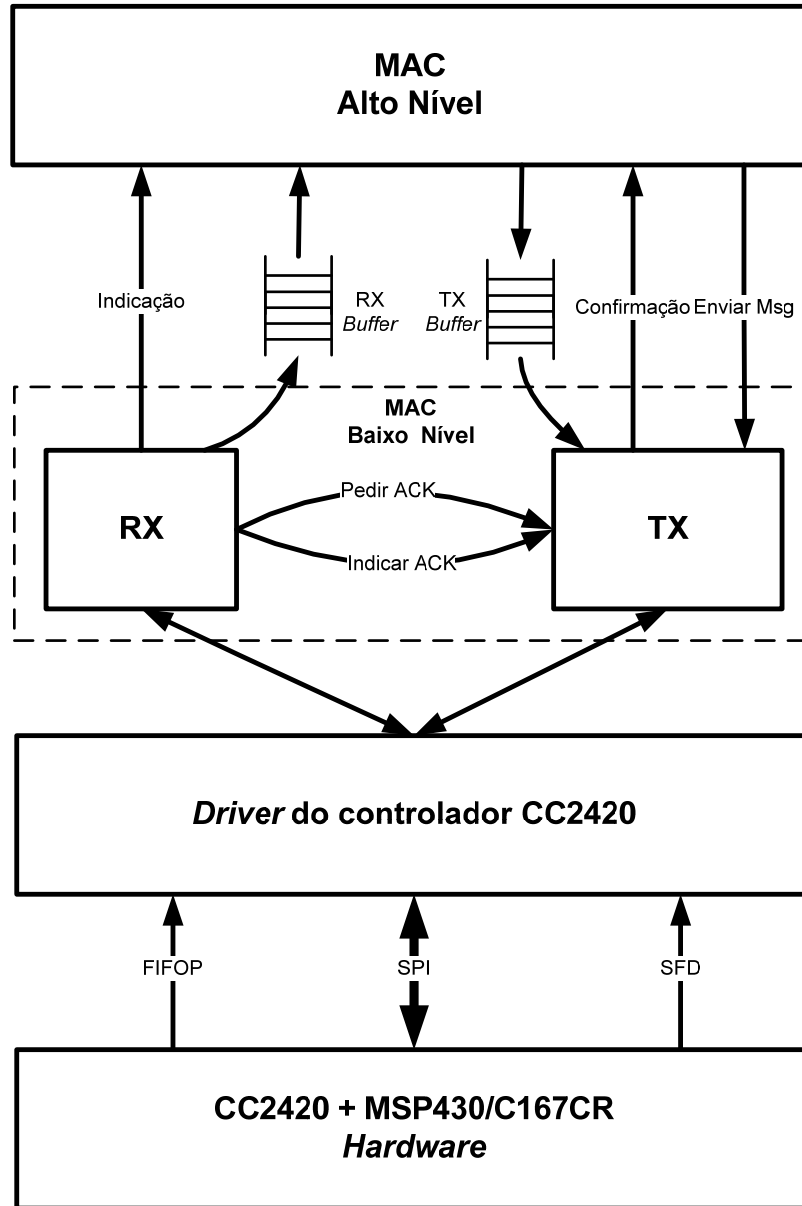 MAC
Alto Nível
Indicação
RX
Buffer
TX
Buffer
Confirmação
Enviar Msg
MAC
Baixo Nível
RX
Pedir ACK
Indicar ACK
TX
Driver do controlador CC2420
FIFOP
SPI
SFD
CC2420 + MSP430/C167CR
Hardware